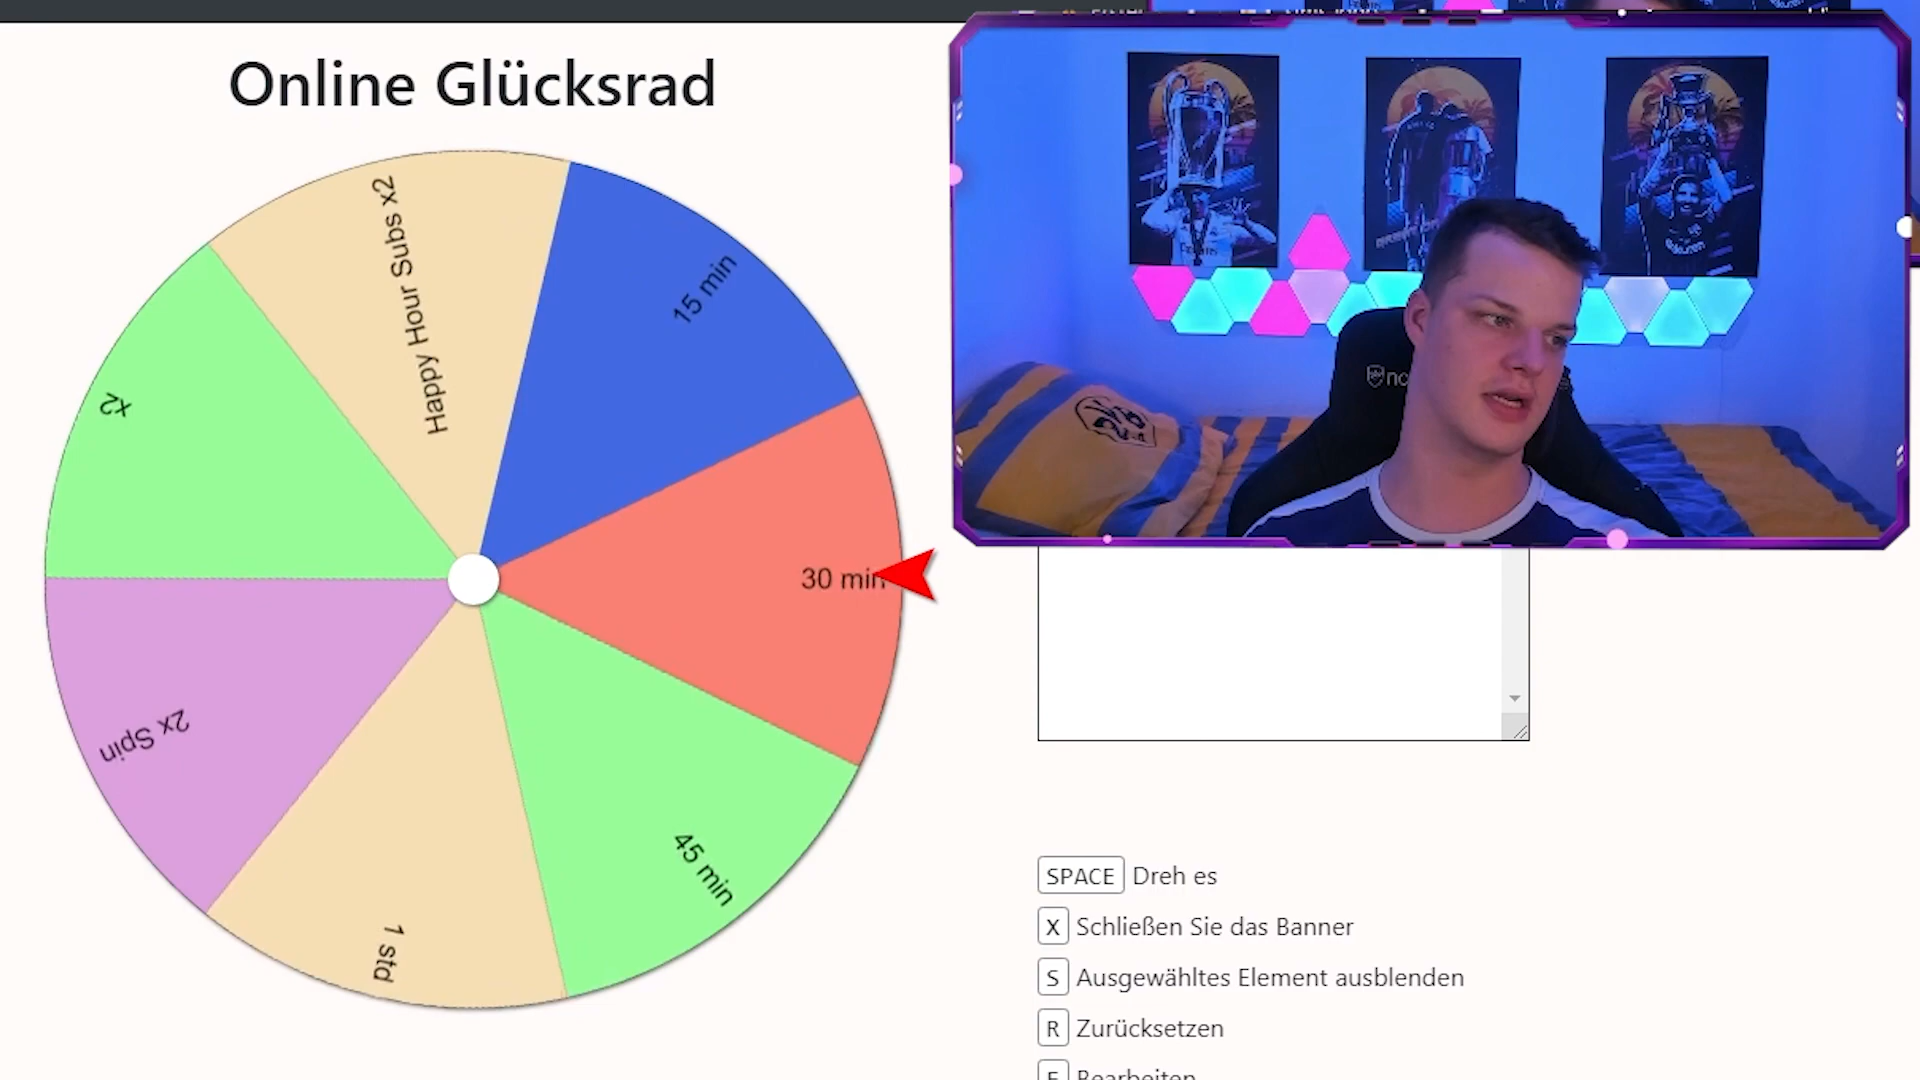 Online Glücksrad
Happy Hour Subs x2
15 min
x2
30 min
2x Spin
45 min
1 std
SPACE Dreh es
X Schließen Sie das Banner
S Ausgewähltes Element ausblenden
R Zurücksetzen
Bearbeiten